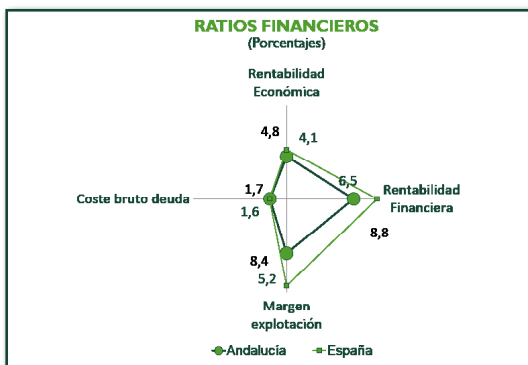 RATIOS FINANCIEROS
(Porcentajes)
Rentabilidad
Económica
4,8
4,1
6,5
Coste bruto deuda
1,7
1,6
Rentabilidad
Financiera
8,8
8,4
5,2
Margen
explotación
Andalucía
España